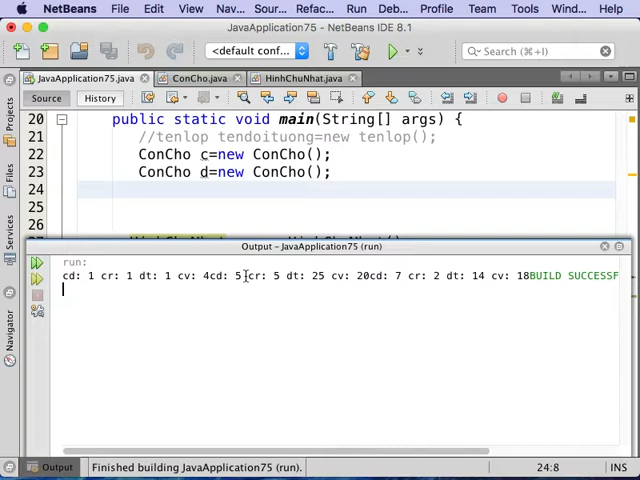 NetBeans File Edit View Navigate Source Refactor Run Debug Profile Team Tools Window
JavaApplication75 - NetBeans IDE 8.1
<default conf...
Search (⌘+I)
JavaApplication75.java
ConCho.java
HinhChuNhat.java
Source History
20 public static void main(String[] args) {
21 //tenlop tendoituong=new tenlop();
22 ConCho c=new ConCho();
23 ConCho d=new ConCho();
24
25
26
Output - JavaApplication75 (run)
run:
cd: 1 cr: 1 dt: 1 cv: 4cd: 5 cr: 5 dt: 25 cv: 20cd: 7 cr: 2 dt: 14 cv: 18BUILD SUCCESSF
Projects
Files
Services
Navigator
Output
Finished building JavaApplication75 (run).
24:8
INS